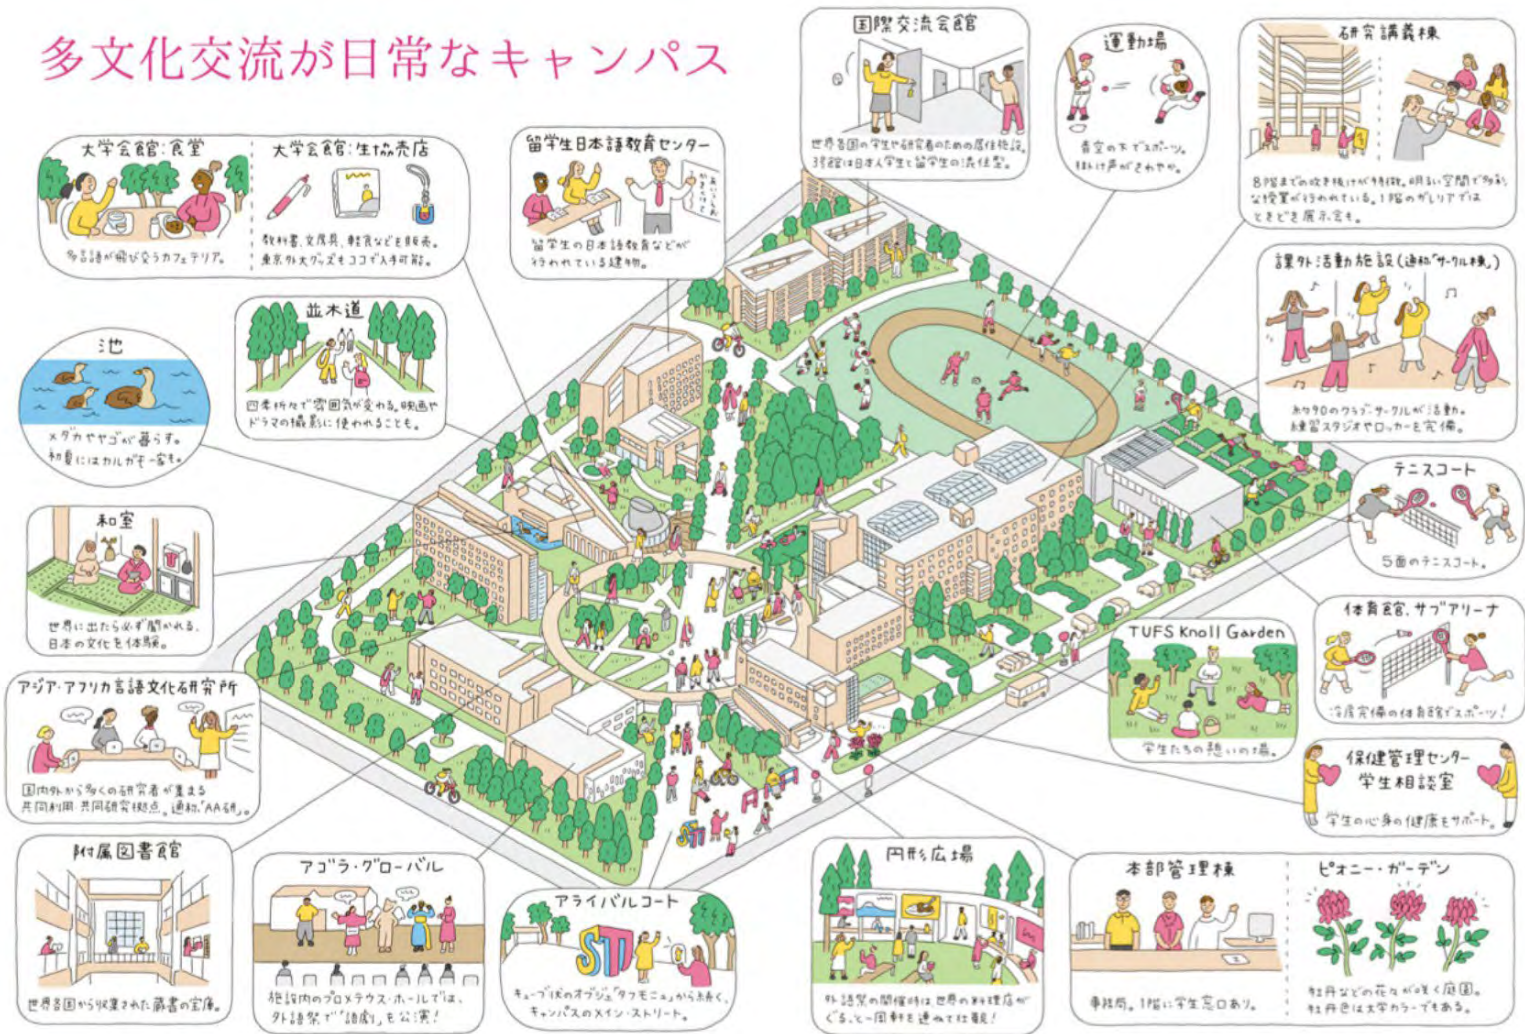 多文化交流が日常なキャンパス
国際交流会館
世界各国の学生や研究者のための居住施設。
3号館は日本人学生と留学生の混住型。
運動場
青空の下でスポーツ。
掛け声がさわやか。
研究講義棟
8階までの吹き抜けが特徴。明るい空間で多彩
な授業が行われている。1階のガレリアでは
ときどき展示会も。
大学会館:食堂
多言語が飛び交うカフェテリア。
大学会館:生協売店
教科書、文房具、軽食などを販売。
東京外大グッズもココで入手可能。
留学生日本語教育センター
留学生の日本語教育などが
行われている建物。
課外活動施設(通称「サークル棟」)
約90のクラブ・サークルが活動。
練習スタジオやロッカーを完備。
並木道
四季折々で雰囲気が変わる。映画や
ドラマの撮影に使われることも。
池
メダカやヤゴが暮らす。
初夏にはカルガモ一家も。
テニスコート
5面のテニスコート。
和室
世界に出たら必ず聞かれる、
日本の文化を体験。
体育館、サブアリーナ
冷房完備の体育館でスポーツ!
TUFS Knoll Garden
学生たちの憩いの場。
アジア・アフリカ言語文化研究所
国内外から多くの研究者が集まる
共同利用・共同研究拠点。通称、「AA研」。
保健管理センター
学生相談室
学生の心身の健康をサポート。
附属図書館
世界各国から収集された蔵書の宝庫。
アゴラ・グローバル
施設内のプロメテウス・ホールでは、
外語祭で「語劇」を公演!
アライバルコート
キューブ状のオブジェ「タフモニュ」から続く、
キャンパスのメイン・ストリート。
円形広場
外語祭の開催時は、世界の料理店が
ぐるっと一周軒を連ねて壮観!
本部管理棟
事務局。1階に学生窓口あり。
ピオニー・ガーデン
牡丹などの花々が咲く庭園。
牡丹色は大学カラーでもある。